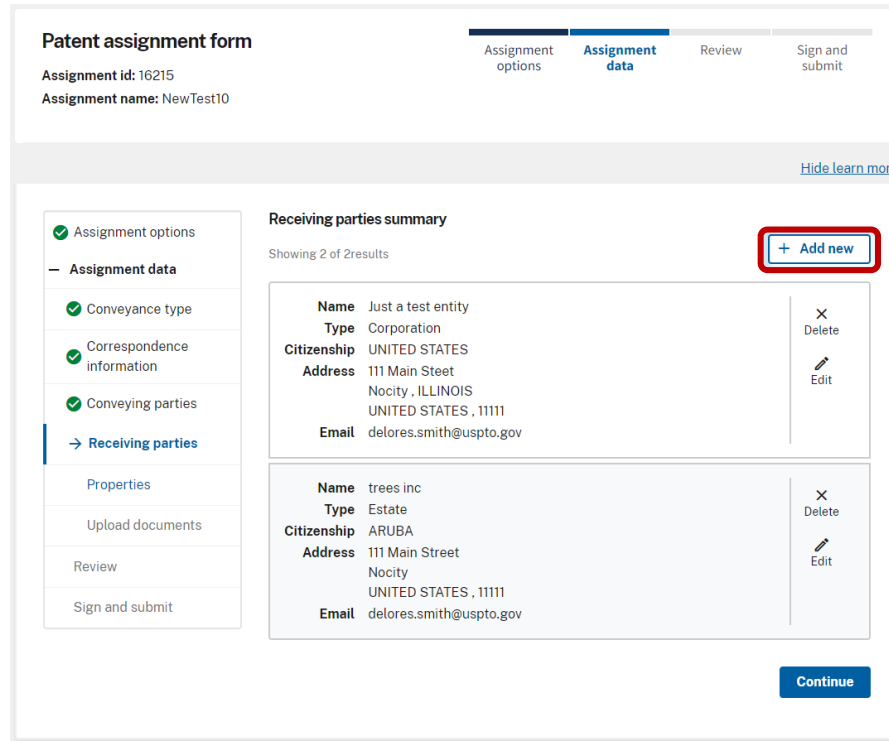 Patent assignment form
Assignment id: 16215
Assignment name: NewTest10
Assignment options
Assignment data
Review
Sign and submit
Hide learn mor
Assignment options
Assignment data
Conveyance type
Correspondence information
Conveying parties
Receiving parties
Properties
Upload documents
Review
Sign and submit
Receiving parties summary
Showing 2 of 2results
+ Add new
Name Just a test entity
Type Corporation
Citizenship UNITED STATES
Address 111 Main Steet
Nocity , ILLINOIS
UNITED STATES , 11111
Email delores.smith@uspto.gov
Delete
Edit
Name trees inc
Type Estate
Citizenship ARUBA
Address 111 Main Street
Nocity
UNITED STATES , 11111
Email delores.smith@uspto.gov
Delete
Edit
Continue